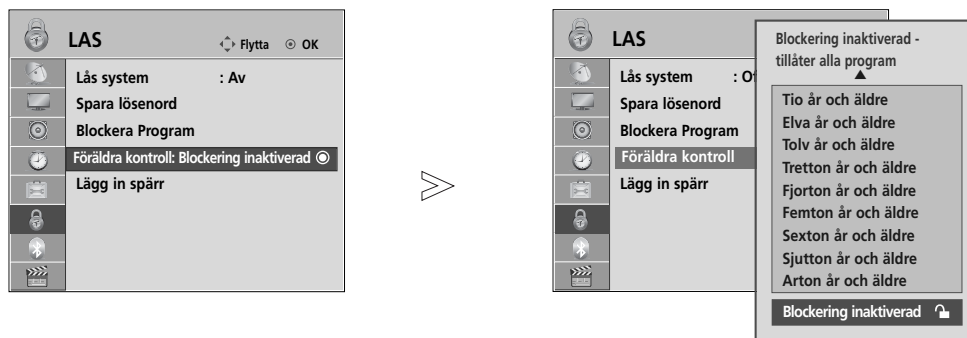 LAS Flytta OK
Lås system : Av
Spara lösenord
Blockera Program
Föräldra kontroll: Blockering inaktiverad
Lägg in spärr
LAS
Lås system : Of
Spara lösenord
Blockera Program
Föräldra kontroll
Lägg in spärr
Blockering inaktiverad -
tillåter alla program
Tio år och äldre
Elva år och äldre
Tolv år och äldre
Tretton år och äldre
Fjorton år och äldre
Femton år och äldre
Sexton år och äldre
Sjutton år och äldre
Arton år och äldre
Blockering inaktiverad